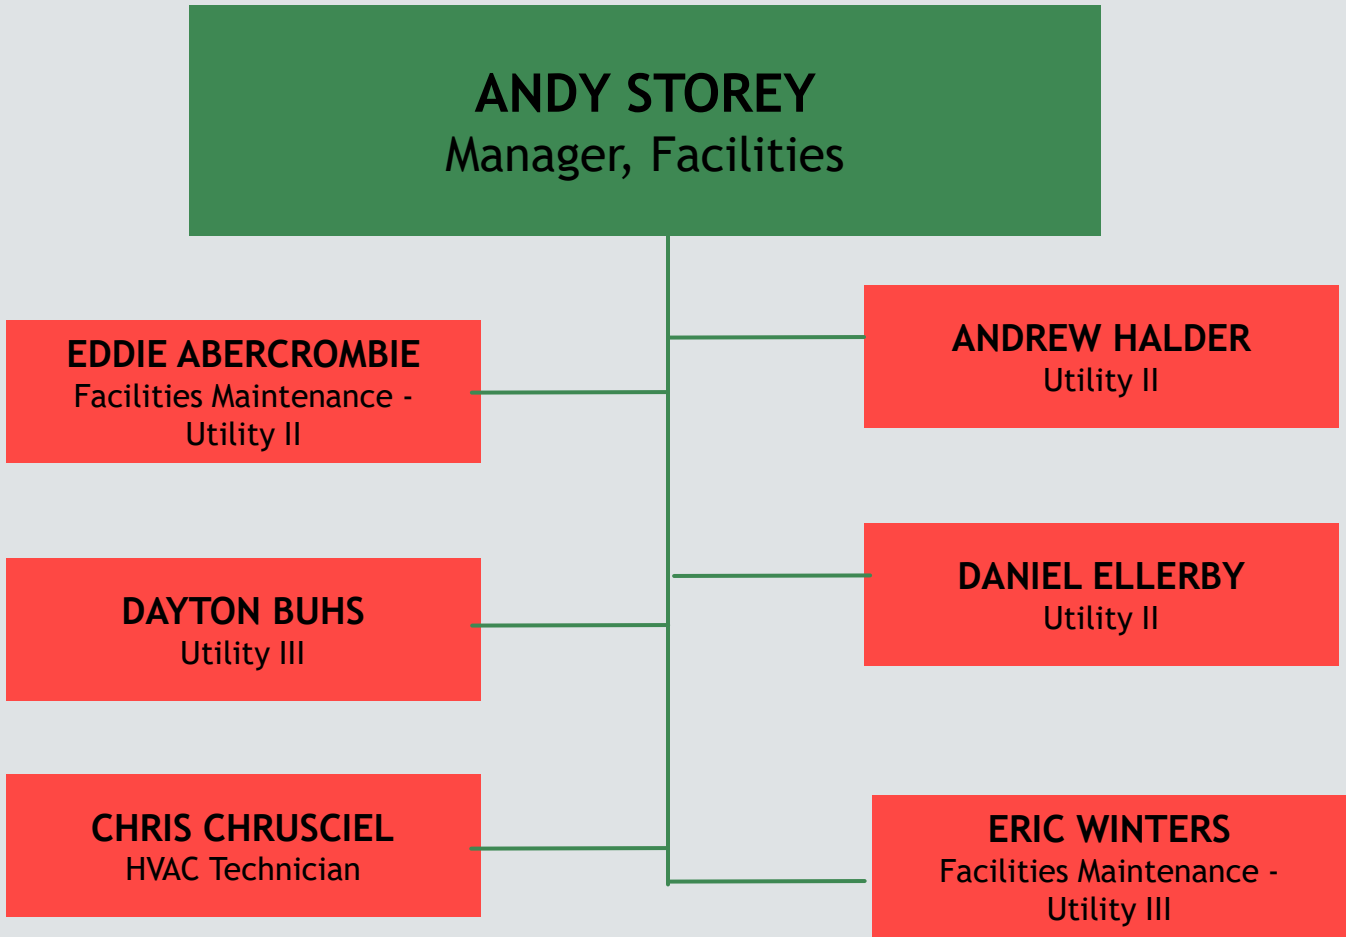 ANDY STOREY
Manager, Facilities
EDDIE ABERCROMBIE
Facilities Maintenance -
Utility II
ANDREW HALDER
Utility II
DAYTON BUHS
Utility III
DANIEL ELLERBY
Utility II
CHRIS CHRUSCIEL
HVAC Technician
ERIC WINTERS
Facilities Maintenance -
Utility III